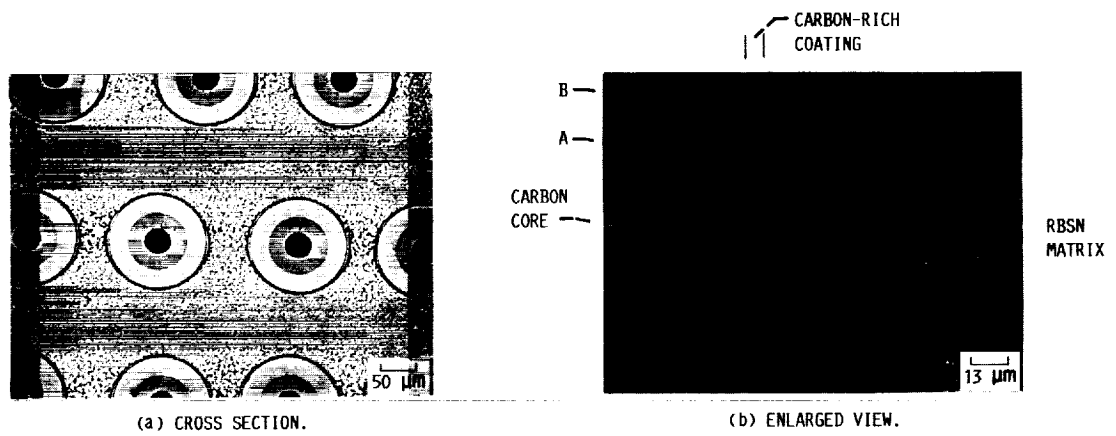 CARBON-RICH
COATING
B
A
CARBON
CORE
RBSN
MATRIX
50 μm
13 μm
(a) CROSS SECTION.
(b) ENLARGED VIEW.